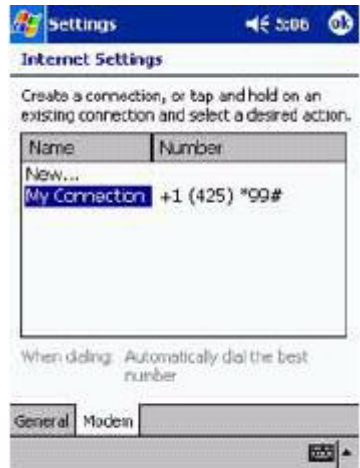 Settings 5:06 ok
Internet Settings
Create a connection, or tap and hold on an
existing connection and select a desired action.
Name Number
New...
My Connection +1 (425) *99#
When dialing: Automatically dial the best
number
General Modem